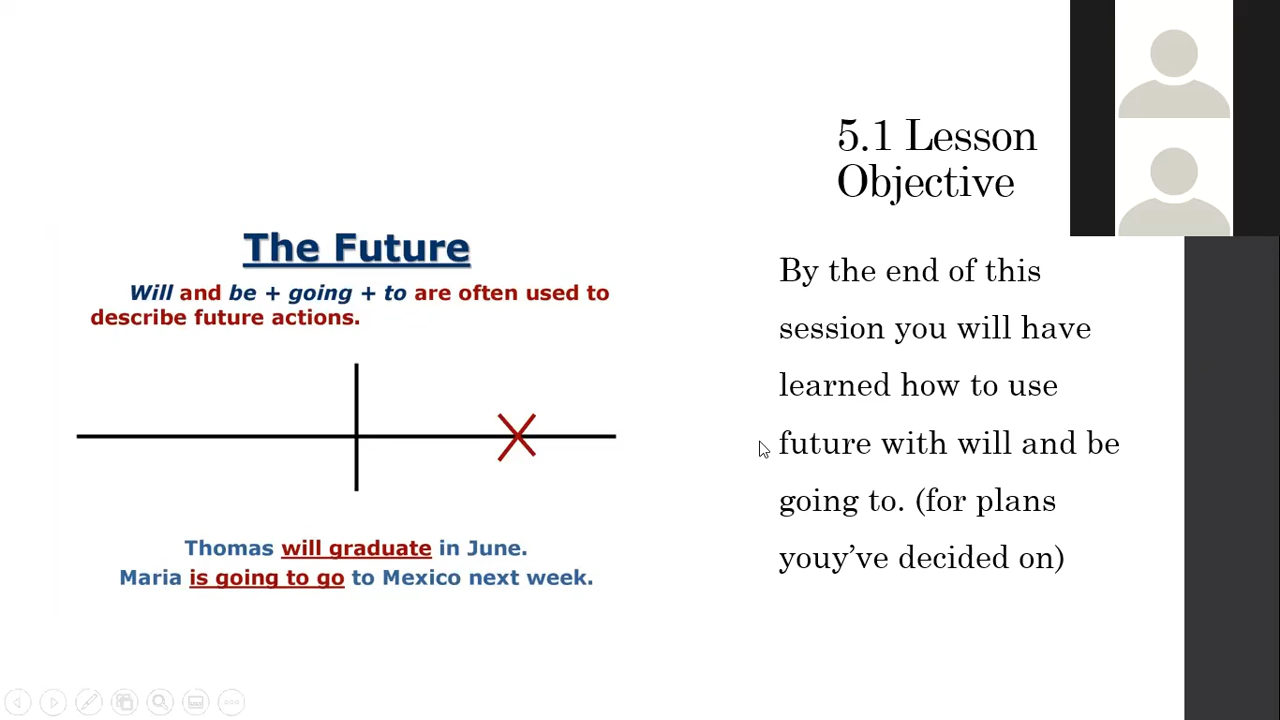 5.1 Lesson
Objective
The Future
Will and be + going + to are often used to
describe future actions.
Thomas will graduate in June.
Maria is going to go to Mexico next week.
By the end of this
session you will have
learned how to use
future with will and be
going to. (for plans
youy’ve decided on)